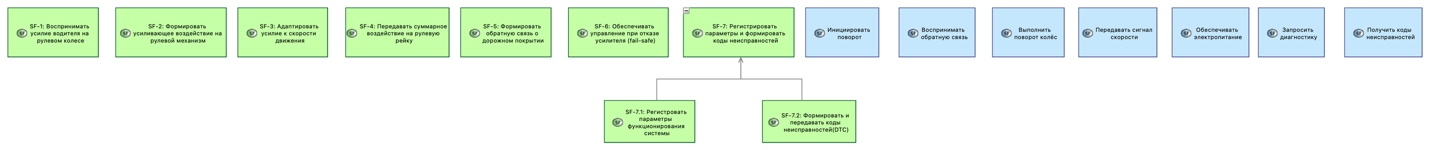 SF-1: Воспринимать
усилие водителя на
рулевом колесе
SF-2: Формировать
усиливающее воздействие на
рулевой механизм
SF-3: Адаптировать
усилие к скорости
движения
SF-4: Передавать суммарное
воздействие на рулевую
рейку
SF-5: Формировать
обратную связь о
дорожном покрытии
SF-6: Обеспечивать
управление при отказе
усилителя (fail-safe)
SF-7: Регистрировать
параметры и формировать
коды неисправностей
Инициировать
поворот
Воспринимать
обратную связь
Выполнить
поворот колёс
Передавать сигнал
скорости
Обеспечивать
электропитание
Запросить
диагностику
Получить коды
неисправностей
SF-7.1: Регистровать
параметры
функционирования
системы
SF-7.2: Формировать и
передавать коды
неисправностей(DTC)